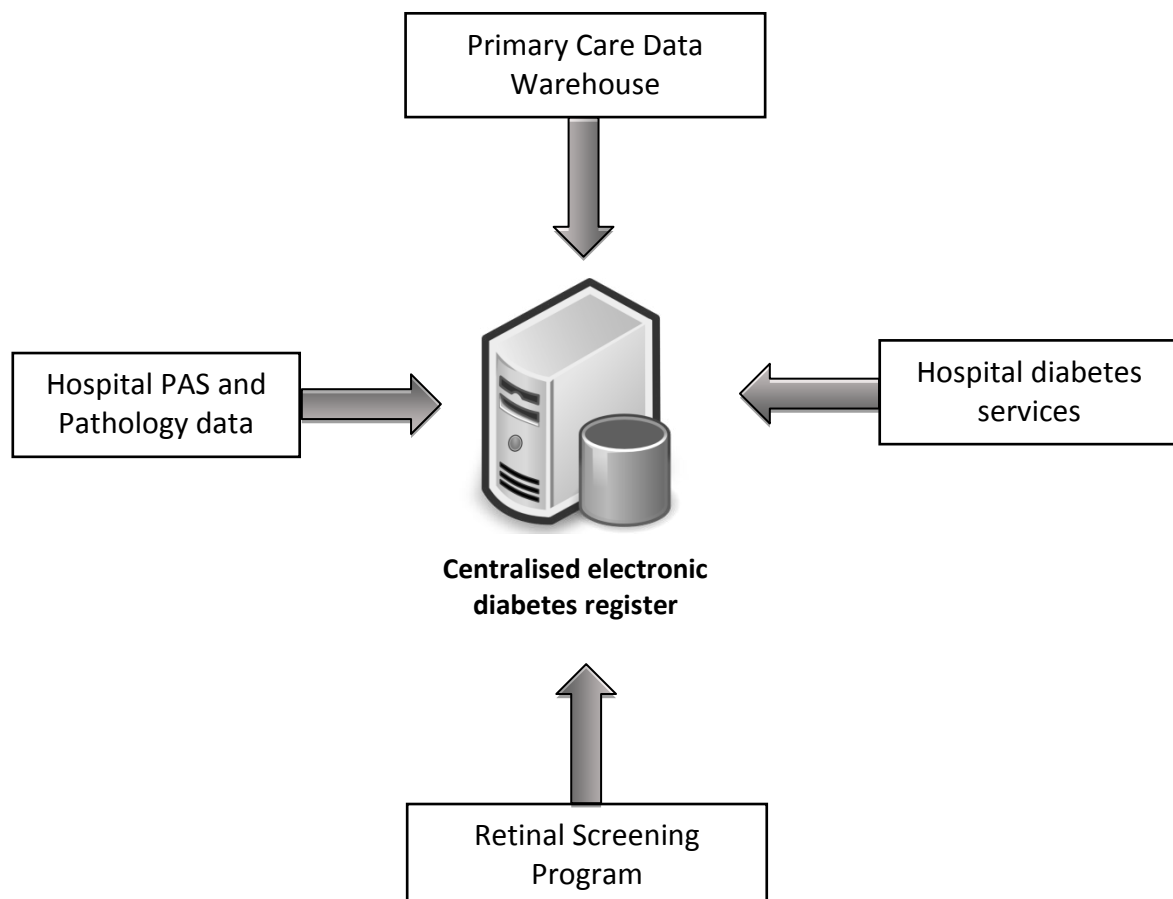 Primary Care Data
Warehouse
Hospital PAS and
Pathology data
Hospital diabetes
services
Centralised electronic
diabetes register
Retinal Screening
Program